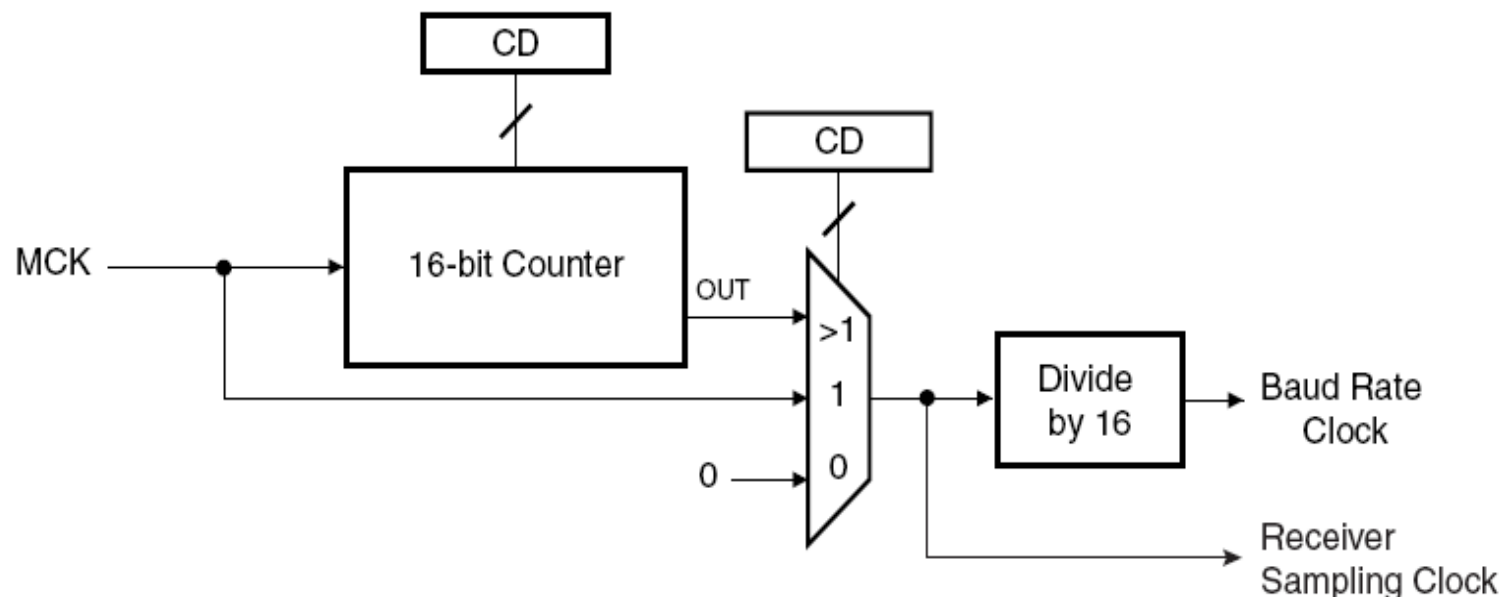 CD
CD
MCK
16-bit Counter
OUT
>1
1
0
0
Divide
by 16
Baud Rate
Clock
Receiver
Sampling Clock